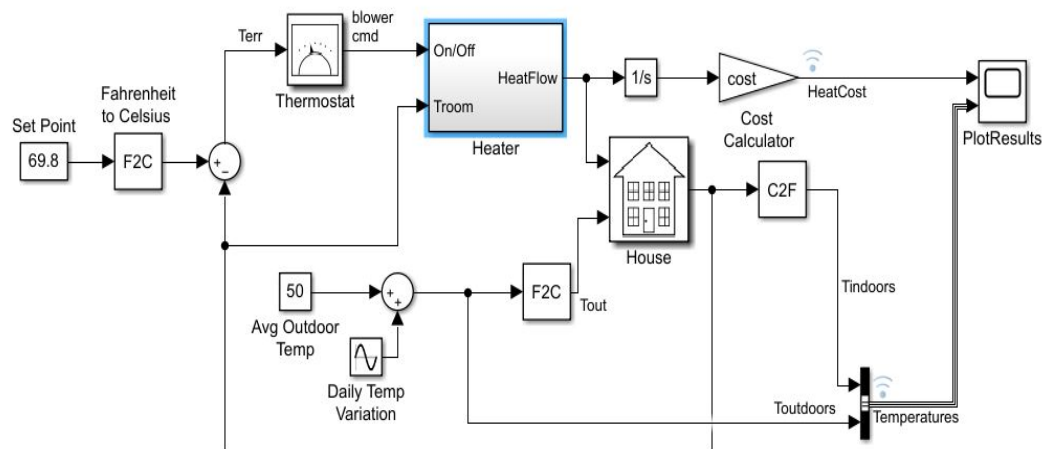 Set Point
69.8
Fahrenheit
to Celsius
F2C
+
−
Terr
Thermostat
blower
cmd
On/Off
Troom
HeatFlow
Heater
1/s
cost
Cost
Calculator
HeatCost
PlotResults
House
C2F
50
Avg Outdoor
Temp
+
+
Daily Temp
Variation
F2C
Tout
Tindoors
Toutdoors
Temperatures